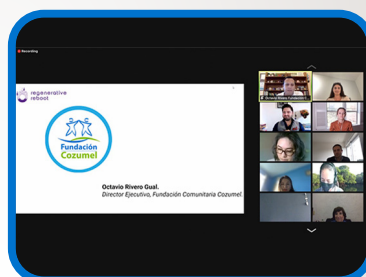 Recording
regenerative
reboot
Fundación
Cozumel
Octavio Rivero Gual.
Director Ejecutivo, Fundación Comunitaria Cozumel.